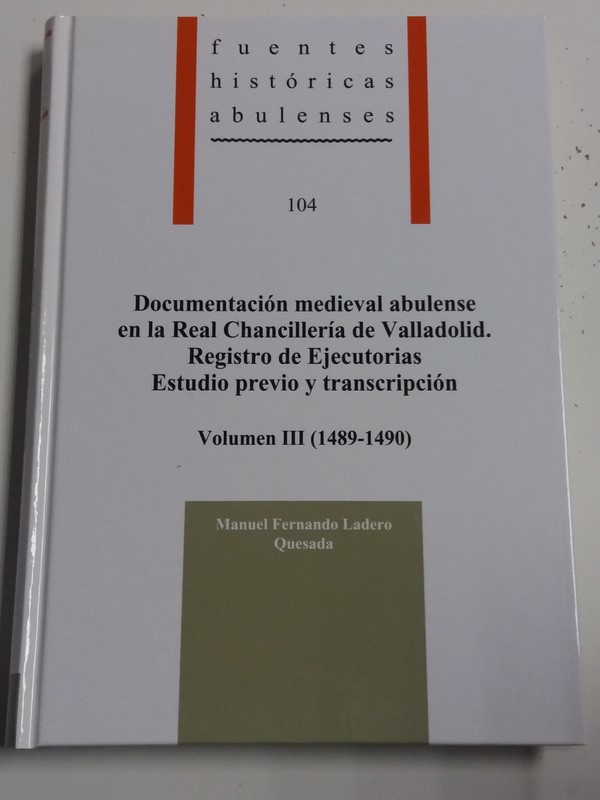 fuentes
históricas
abulenses
104
Documentación medieval abulense
en la Real Chancillería de Valladolid.
Registro de Ejecutorias
Estudio previo y transcripción
Volumen III (1489-1490)
Manuel Fernando Ladero
Quesada